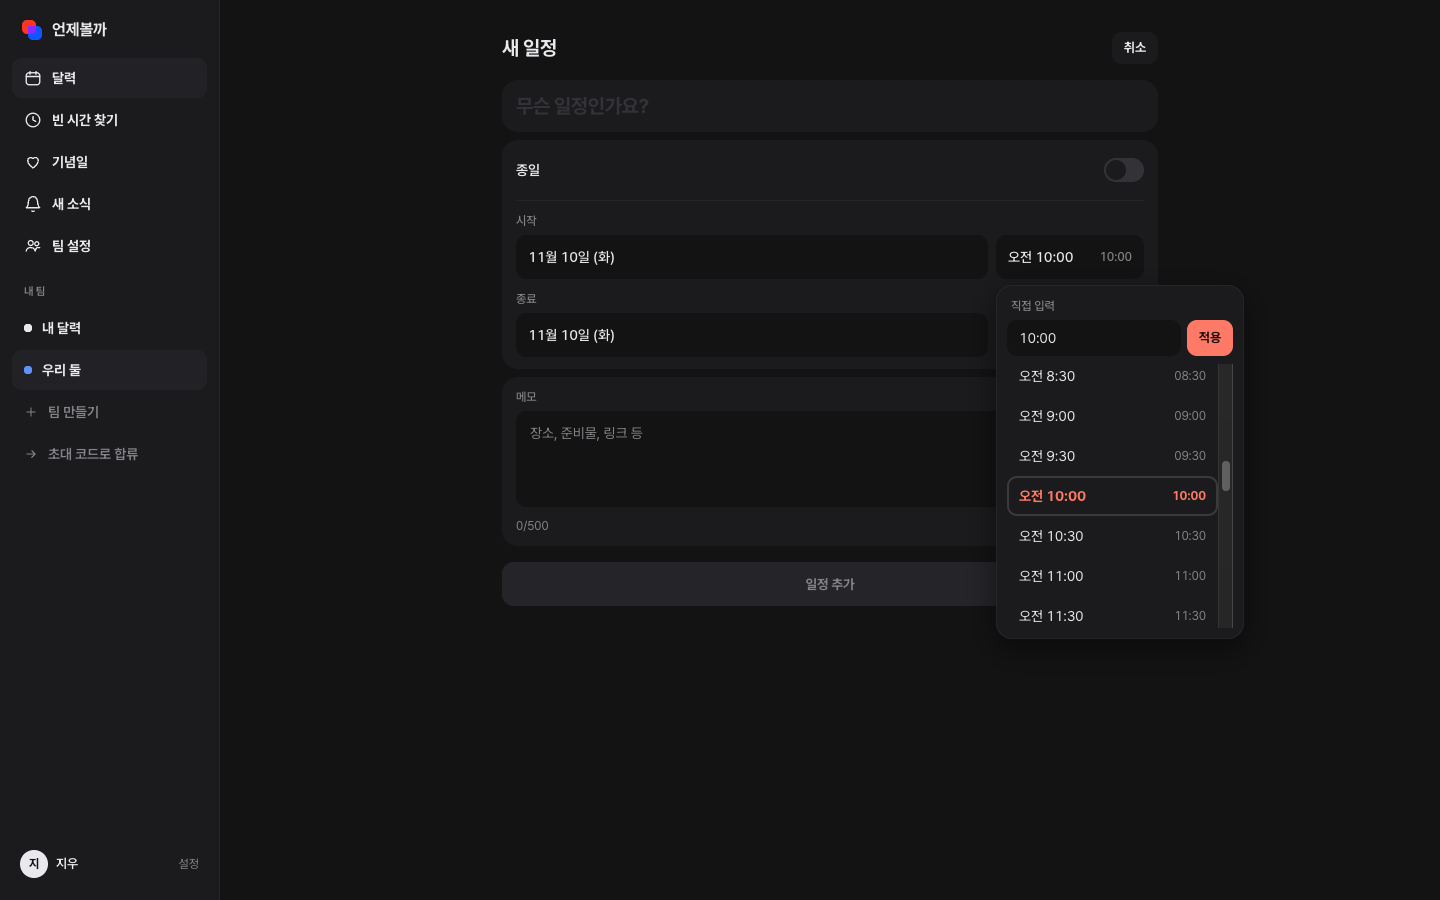 언제볼까
달력
빈 시간 찾기
기념일
새 소식
팀 설정
내 팀
내 달력
우리 둘
팀 만들기
초대 코드로 합류
지 지우 설정
새 일정 취소
무슨 일정인가요?
종일
시작
11월 10일 (화) 오전 10:00 10:00
종료
11월 10일 (화)
메모
장소, 준비물, 링크 등
0/500
일정 추가
직접 입력
10:00 적용
오전 8:30 08:30
오전 9:00 09:00
오전 9:30 09:30
오전 10:00 10:00
오전 10:30 10:30
오전 11:00 11:00
오전 11:30 11:30